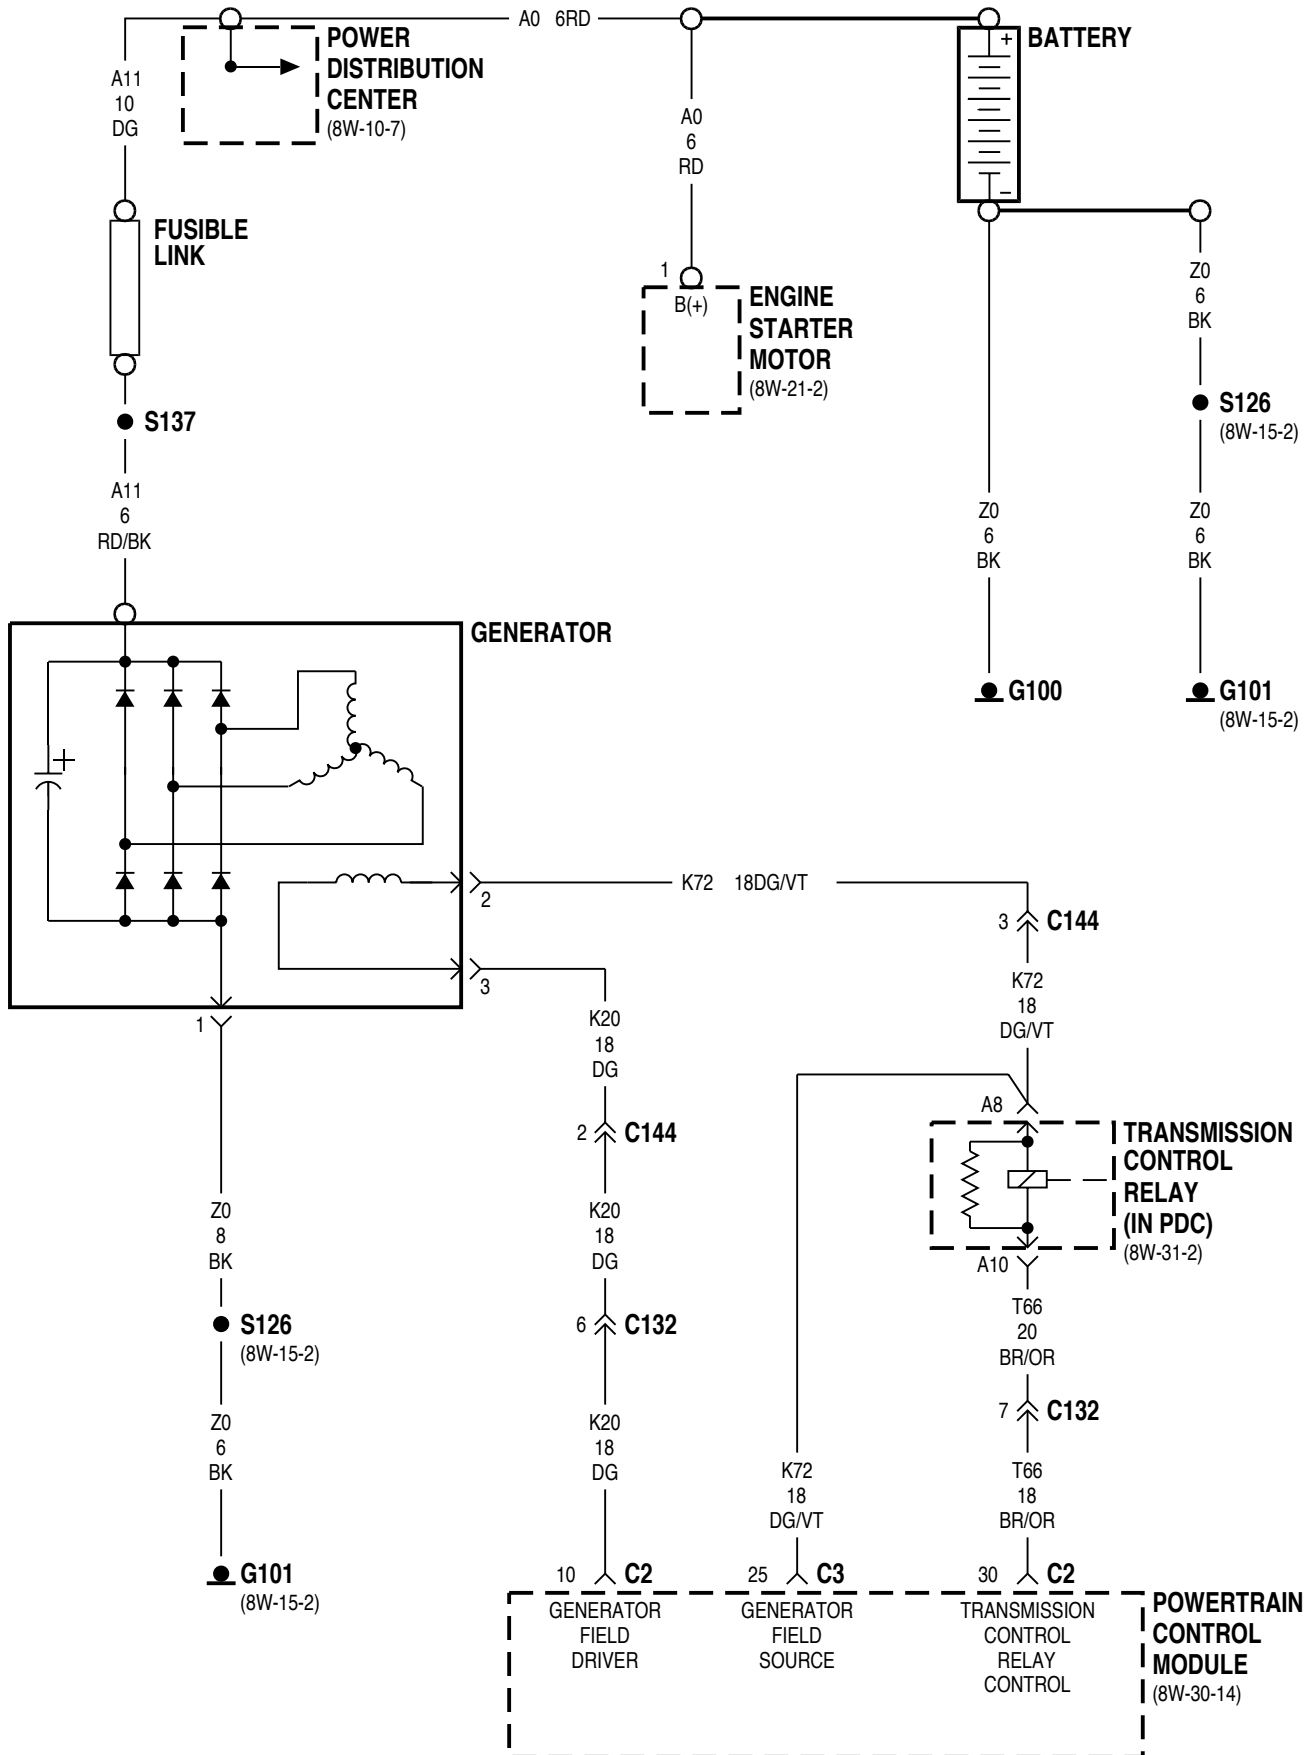 A0 6RD
POWER
DISTRIBUTION
CENTER
(8W-10-7)
BATTERY
+
–
A11
10
DG
A0
6
RD
FUSIBLE
LINK
1
B(+)
ENGINE
STARTER
MOTOR
(8W-21-2)
Z0
6
BK
S137
S126
(8W-15-2)
A11
6
RD/BK
Z0
6
BK
Z0
6
BK
GENERATOR
G100
G101
(8W-15-2)
+
2
K72 18DG/VT
3 C144
3
K72
18
DG/VT
1
K20
18
DG
A8
2 C144
TRANSMISSION
CONTROL
RELAY
(IN PDC)
(8W-31-2)
Z0
8
BK
K20
18
DG
A10
T66
20
BR/OR
S126
(8W-15-2)
6 C132
7 C132
Z0
6
BK
K20
18
DG
K72
18
DG/VT
T66
18
BR/OR
G101
(8W-15-2)
10 C2
25 C3
30 C2
GENERATOR
FIELD
DRIVER
GENERATOR
FIELD
SOURCE
TRANSMISSION
CONTROL
RELAY
CONTROL
POWERTRAIN
CONTROL
MODULE
(8W-30-14)